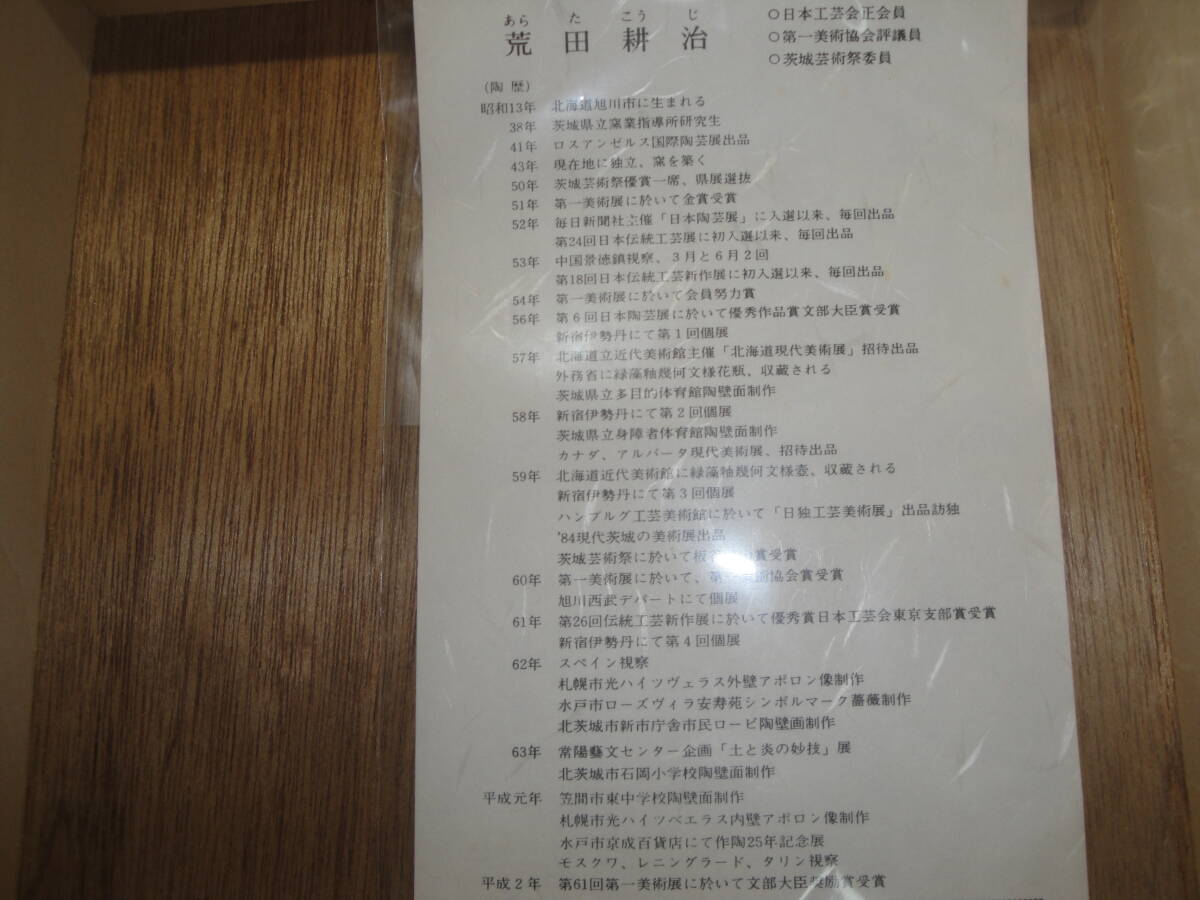 あら た こう じ
荒田耕治
○日本工芸会正会員
○第一美術協会評議員
○茨城芸術祭委員
(陶歴)
昭和13年 北海道旭川市に生まれる
38年 茨城県立窯業指導所研究生
41年 ロスアンゼルス国際陶芸展出品
43年 現在地に独立、窯を築く
50年 茨城芸術祭優賞一席、県展選抜
51年 第一美術展に於いて金賞受賞
52年 毎日新聞社主催「日本陶芸展」に入選以来、毎回出品
第24回日本伝統工芸展に初入選以来、毎回出品
53年 中国景徳鎮視察、3月と6月2回
第18回日本伝統工芸新作展に初入選以来、毎回出品
54年 第一美術展に於いて会員努力賞
56年 第6回日本陶芸展に於いて優秀作品賞文部大臣賞受賞
新宿伊勢丹にて第1回個展
57年 北海道立近代美術館主催「北海道現代美術展」招待出品
外務省に緑藻釉幾何文様花瓶、収蔵される
茨城県立多目的体育館陶壁面制作
58年 新宿伊勢丹にて第2回個展
茨城県立身障者体育館陶壁面制作
カナダ、アルバータ現代美術展、招待出品
59年 北海道近代美術館に緑藻釉幾何文様壺、収蔵される
新宿伊勢丹にて第3回個展
ハンブルグ工芸美術館に於いて「日独工芸美術展」出品訪独
'84現代茨城の美術展出品
茨城芸術祭に於いて板谷 賞受賞
60年 第一美術展に於いて、第 術協会賞受賞
旭川西武デパートにて個展
61年 第26回伝統工芸新作展に於いて優秀賞日本工芸会東京支部賞受賞
新宿伊勢丹にて第4回個展
62年 スペイン視察
札幌市光ハイツヴェラス外壁アポロン像制作
水戸市ローズヴィラ安寿苑シンボルマーク薔薇制作
北茨城市新市庁舎市民ロービ陶壁画制作
63年 常陽藝文センター企画「土と炎の妙技」展
北茨城市石岡小学校陶壁面制作
平成元年 笠間市東中学校陶壁面制作
札幌市光ハイツベエラス内壁アポロン像制作
水戸市京成百貨店にて作陶25年記念展
モスクワ、レニングラード、タリン視察
平成2年 第61回第一美術展に於いて文部大臣奨励賞受賞